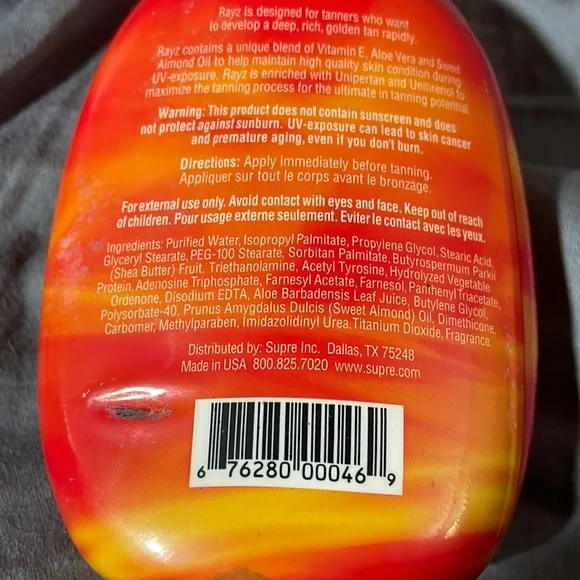 Rayz is designed for tanners who want
to develop a deep, rich, golden tan rapidly.
Rayz contains a unique blend of Vitamin E, Aloe Vera and Sweet
Almond Oil to help maintain high quality skin condition during
UV-exposure. Rayz is enriched with Unipertan and Unitirenol to
maximize the tanning process for the ultimate in tanning potential.
Warning: This product does not contain sunscreen and does
not protect against sunburn. UV-exposure can lead to skin cancer
and premature aging, even if you don't burn.
Directions: Apply immediately before tanning.
Appliquer sur tout le corps avant le bronzage.
For external use only. Avoid contact with eyes and face. Keep out of reach
of children. Pour usage externe seulement. Eviter le contact avec les yeux.
Ingredients: Purified Water, Isopropyl Palmitate, Propylene Glycol, Stearic Acid,
Glyceryl Stearate, PEG-100 Stearate, Sorbitan Palmitate, Butyrospermum Parkii
(Shea Butter) Fruit, Triethanolamine, Acetyl Tyrosine, Hydrolyzed Vegetable
Protein, Adenosine Triphosphate, Farnesyl Acetate, Farnesol, Panthenyl Triacetate,
Ordenone, Disodium EDTA, Aloe Barbadensis Leaf Juice, Butylene Glycol,
Polysorbate-40, Prunus Amygdalus Dulcis (Sweet Almond) Oil, Dimethicone,
Carbomer, Methylparaben, Imidazolidinyl Urea, Titanium Dioxide, Fragrance.
Distributed by: Supre Inc. Dallas, TX 75248
Made in USA 800.825.7020 www.supre.com
6 76280 00046 9